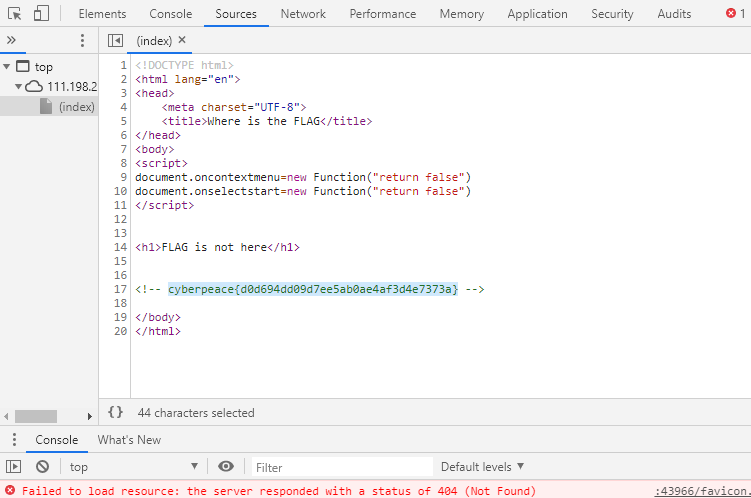 Elements Console Sources Network Performance Memory Application Security Audits 1
» (index) ×
top
111.198.2
(index)
1 <!DOCTYPE html>
2 <html lang="en">
3 <head>
4     <meta charset="UTF-8">
5     <title>Where is the FLAG</title>
6 </head>
7 <body>
8 <script>
9 document.oncontextmenu=new Function("return false")
10 document.onselectstart=new Function("return false")
11 </script>
12
13
14 <h1>FLAG is not here</h1>
15
16
17 <!-- cyberpeace{d0d694dd09d7ee5ab0ae4af3d4e7373a} -->
18
19 </body>
20 </html>
{} 44 characters selected
Console What's New
top Filter Default levels
Failed to load resource: the server responded with a status of 404 (Not Found) :43966/favicon.